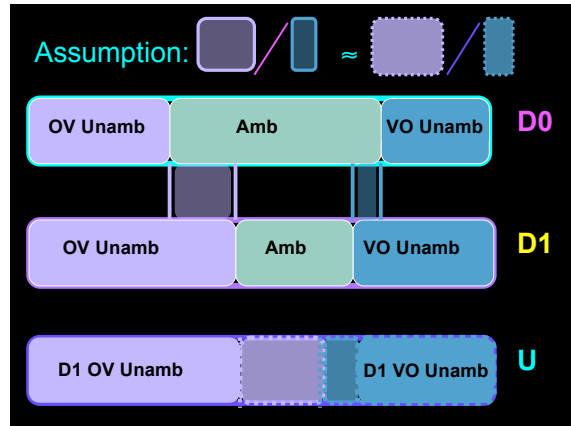 Assumption: / ≈ /
OV Unamb Amb VO Unamb D0
OV Unamb Amb VO Unamb D1
D1 OV Unamb D1 VO Unamb U